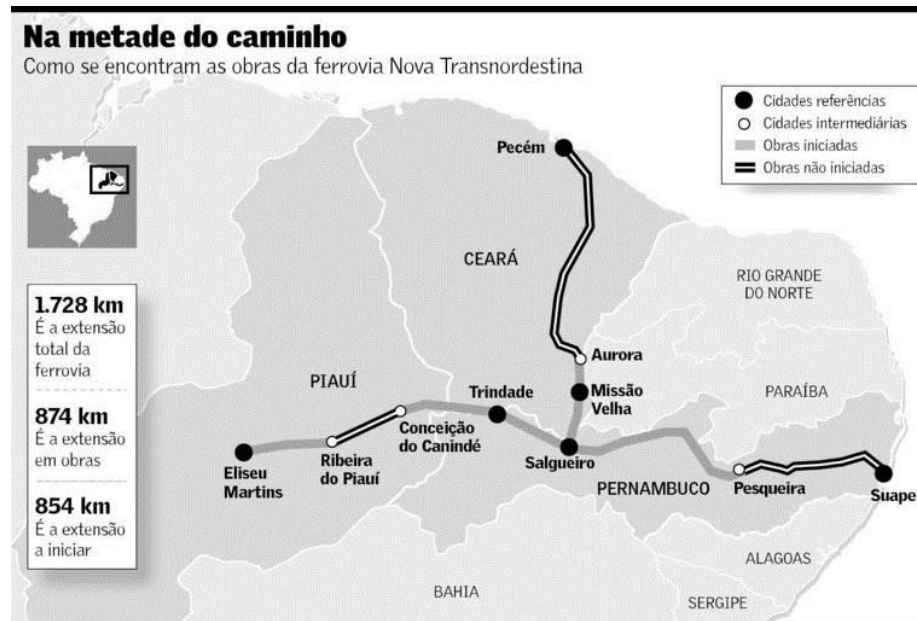 Na metade do caminho
Como se encontram as obras da ferrovia Nova Transnordestina
Cidades referências
Cidades intermediárias
Obras iniciadas
Obras não iniciadas
Pecém
CEARÁ
RIO GRANDE
DO NORTE
1.728 km
É a extensão
total da
ferrovia
874 km
É a extensão
em obras
854 km
É a extensão
a iniciar
Aurora
PIAUÍ
Trindade
Missão
Velha
PARAÍBA
Conceição
do Canindé
Eliseu
Martins
Ribeira
do Piauí
Salgueiro
PERNAMBUCO
Pesqueira
Suape
ALAGOAS
BAHIA
SERGIPE